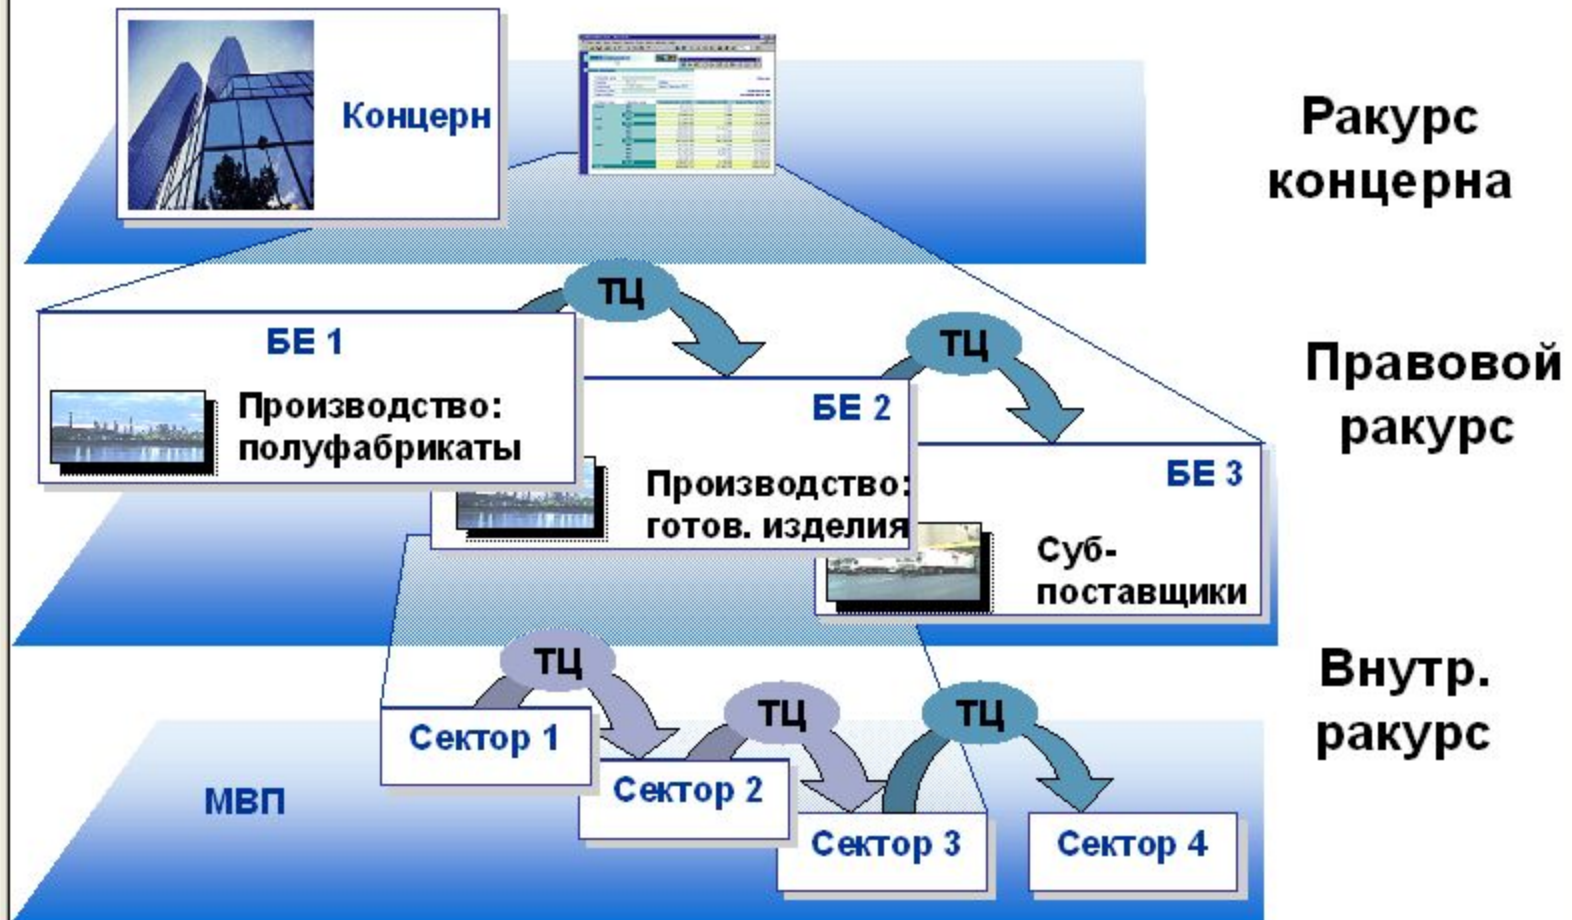 Концерн
Ракурс
концерна
ТЦ
ТЦ
БЕ 1
Производство:
полуфабрикаты
БЕ 2
Производство:
готов. изделия
БЕ 3
Суб-
поставщики
Правовой
ракурс
ТЦ
ТЦ
ТЦ
Сектор 1
Сектор 2
Сектор 3
Сектор 4
МВП
Внутр.
ракурс